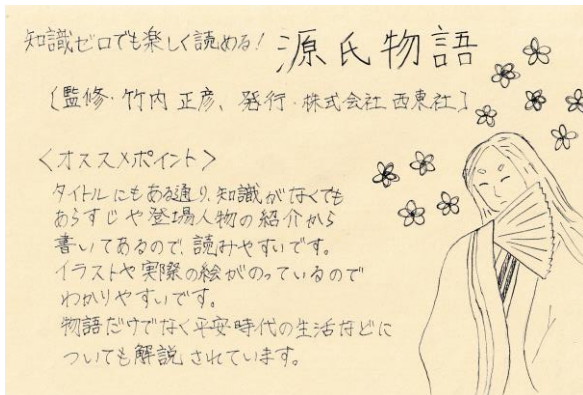 知識ゼロでも楽しく読める! 源氏物語
[監修・竹内 正彦、発行・株式会社 西東社]
<オススメポイント>
タイトルにもある通り、知識がなくても
あらすじや登場人物の紹介から
書いてあるので、読みやすいです。
イラストや実際の絵がのっているので
わかりやすいです。
物語だけでなく平安時代の生活などに
ついても解説されています。